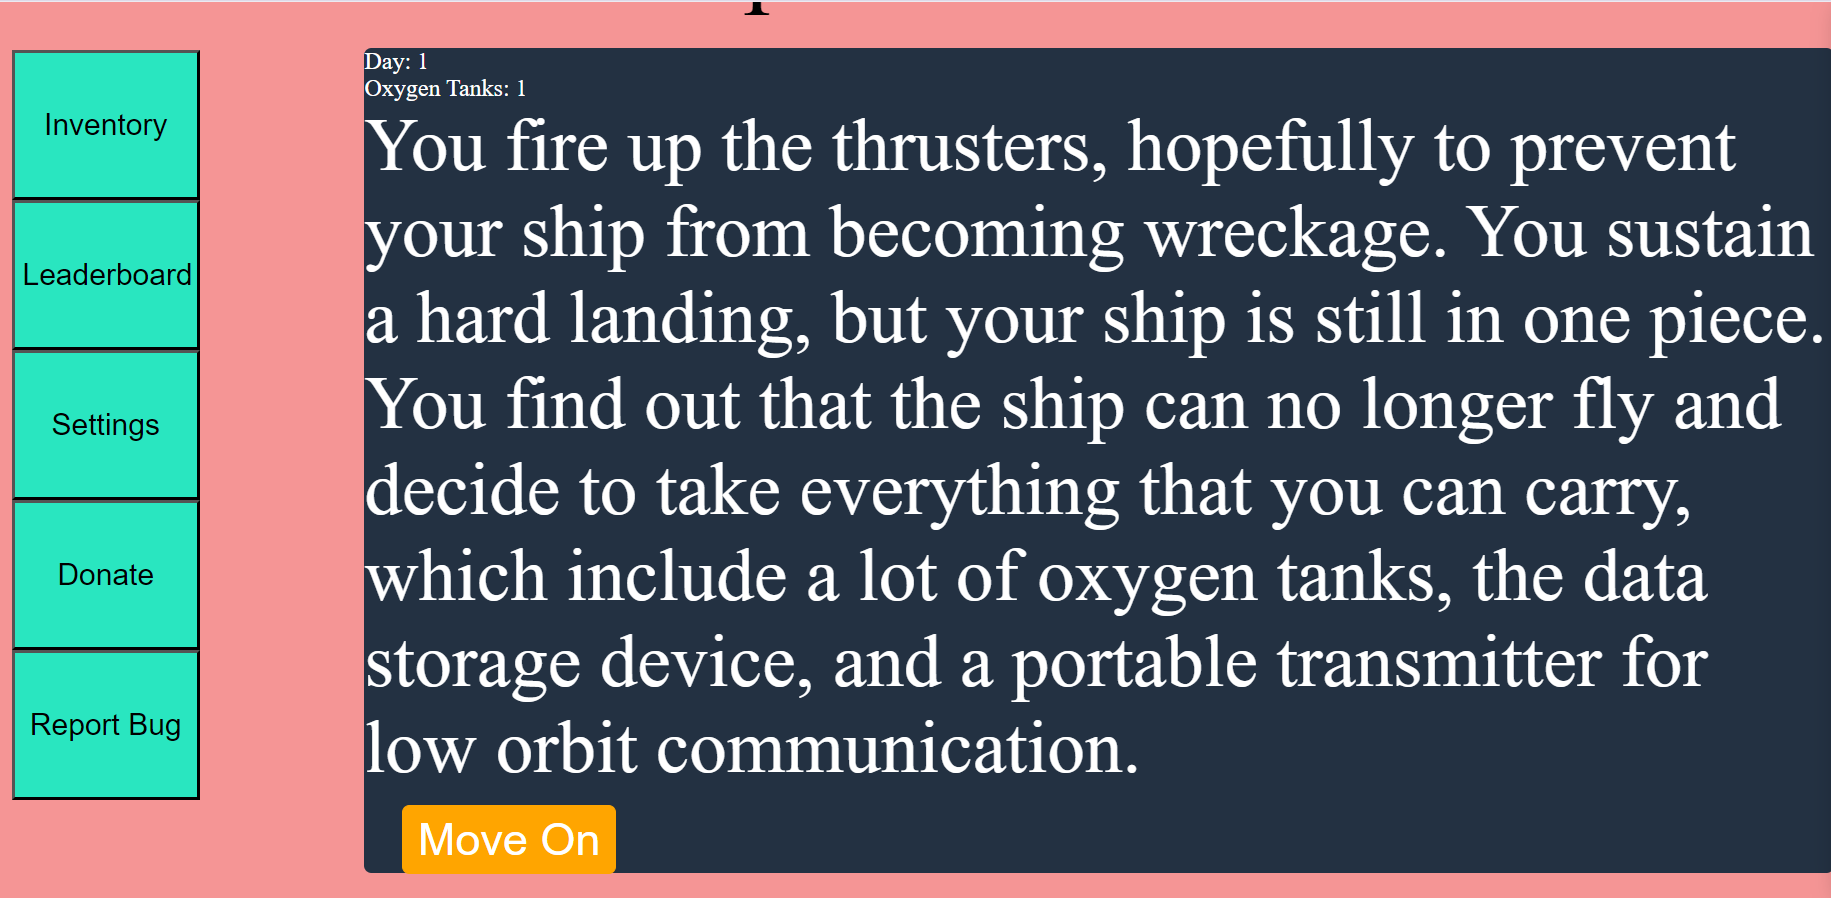 Inventory
Leaderboard
Settings
Donate
Report Bug
Day: 1
Oxygen Tanks: 1
You fire up the thrusters, hopefully to prevent
your ship from becoming wreckage. You sustain
a hard landing, but your ship is still in one piece.
You find out that the ship can no longer fly and
decide to take everything that you can carry,
which include a lot of oxygen tanks, the data
storage device, and a portable transmitter for
low orbit communication.
Move On